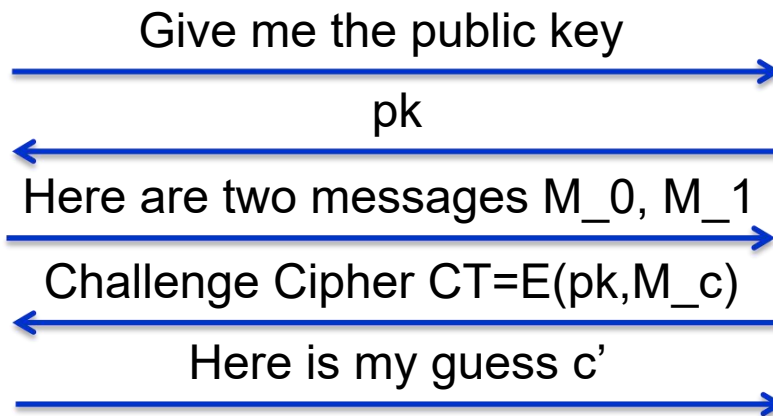 Give me the public key
pk
Here are two messages M_0, M_1
Challenge Cipher CT=E(pk,M_c)
Here is my guess c’